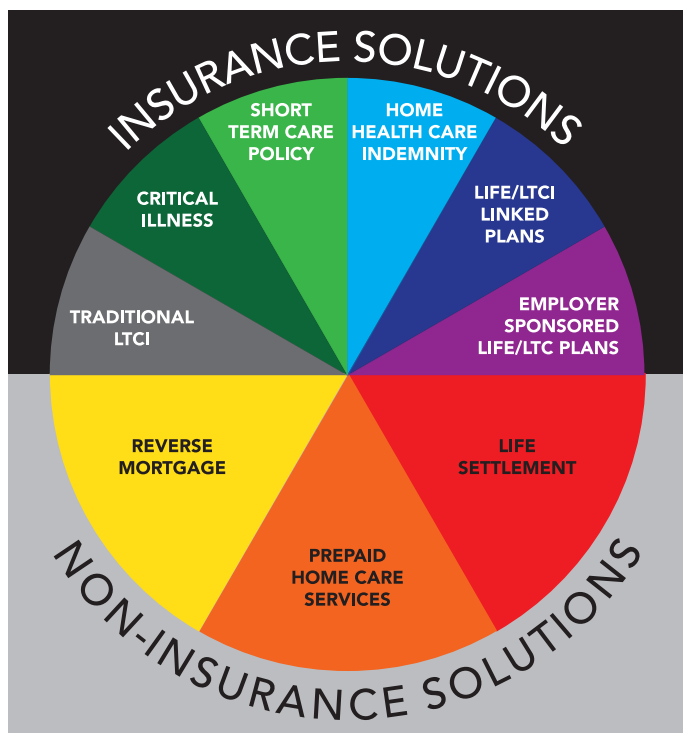 INSURANCE SOLUTIONS
SHORT
TERM CARE
POLICY
HOME
HEALTH CARE
INDEMNITY
CRITICAL
ILLNESS
LIFE/LTCI
LINKED
PLANS
TRADITIONAL
LTCI
EMPLOYER
SPONSORED
LIFE/LTC PLANS
REVERSE
MORTGAGE
LIFE
SETTLEMENT
PREPAID
HOME CARE
SERVICES
NON-INSURANCE SOLUTIONS